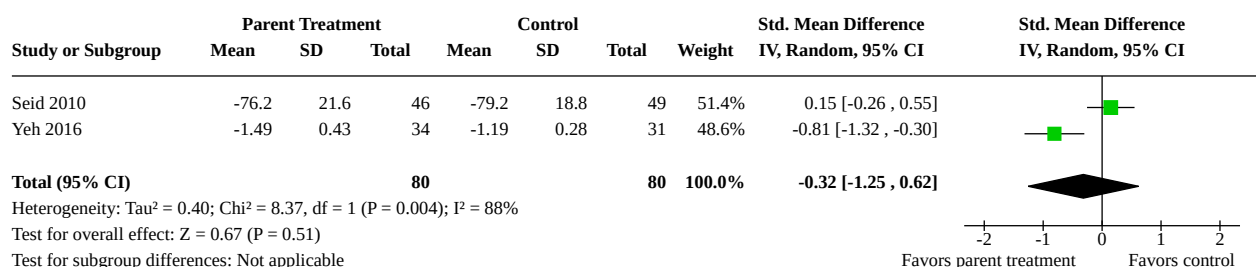 Parent Treatment Control Std. Mean Difference Std. Mean Difference
Study or Subgroup Mean SD Total Mean SD Total Weight IV, Random, 95% CI IV, Random, 95% CI
Seid 2010 -76.2 21.6 46 -79.2 18.8 49 51.4% 0.15 [-0.26 , 0.55]
Yeh 2016 -1.49 0.43 34 -1.19 0.28 31 48.6% -0.81 [-1.32 , -0.30]
Total (95% CI) 80 80 100.0% -0.32 [-1.25 , 0.62]
Heterogeneity: Tau² = 0.40; Chi² = 8.37, df = 1 (P = 0.004); I² = 88%
Test for overall effect: Z = 0.67 (P = 0.51)
-2 -1 0 1 2
Test for subgroup differences: Not applicable Favors parent treatment Favors control